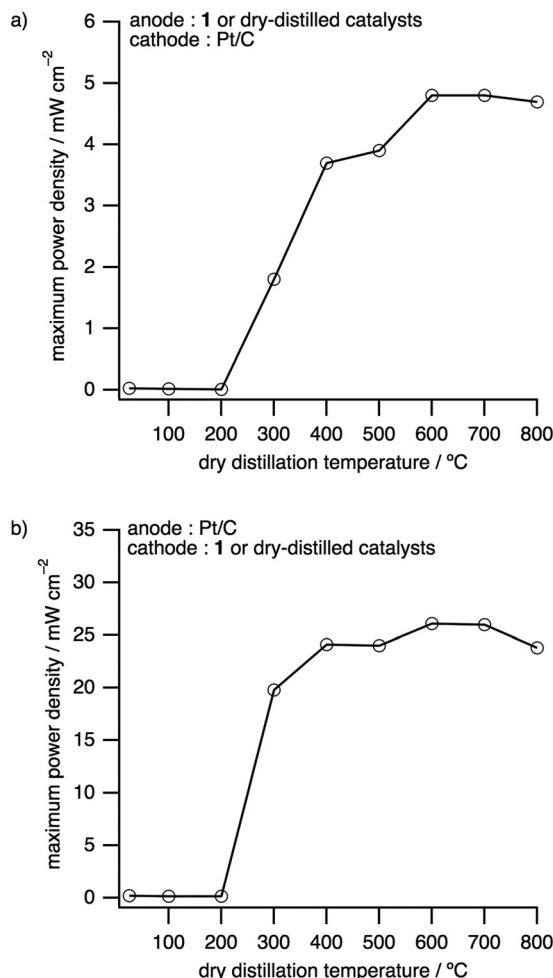 a)
anode : 1 or dry-distilled catalysts
cathode : Pt/C
maximum power density / mW cm⁻²
6
5
4
3
2
1
0
100 200 300 400 500 600 700 800
dry distillation temperature / ºC
b)
anode : Pt/C
cathode : 1 or dry-distilled catalysts
maximum power density / mW cm⁻²
35
30
25
20
15
10
5
0
100 200 300 400 500 600 700 800
dry distillation temperature / ºC